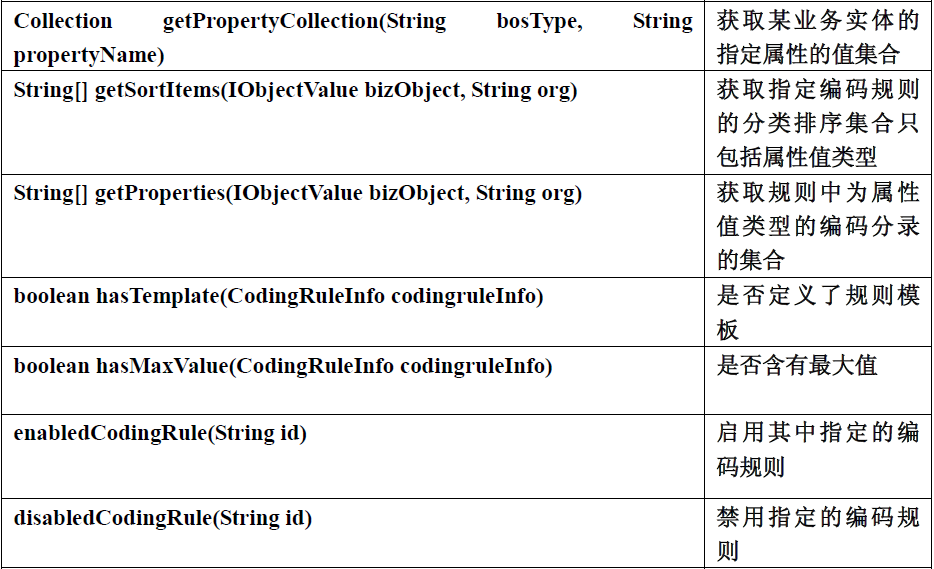 Collection getPropertyCollection(String bosType, String
propertyName)
获取某业务实体的
指定属性的值集合
String[] getSortItems(IObjectValue bizObject, String org)
获取指定编码规则
的分类排序集合只
包括属性值类型
String[] getProperties(IObjectValue bizObject, String org)
获取规则中为属性
值类型的编码分录
的集合
boolean hasTemplate(CodingRuleInfo codingruleInfo)
是否定义了规则模
板
boolean hasMaxValue(CodingRuleInfo codingruleInfo)
是否含有最大值
enabledCodingRule(String id)
启用其中指定的编
码规则
disabledCodingRule(String id)
禁用指定的编码规
则